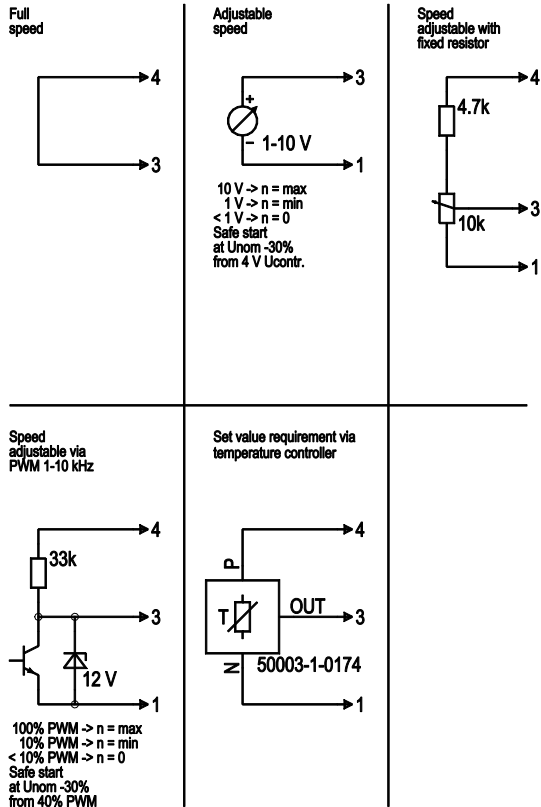 Full
speed
4
3
Adjustable
speed
3
+
−
1-10 V
1
10 V -> n = max
1 V -> n = min
< 1 V -> n = 0
Safe start
at Unom -30%
from 4 V Ucontr.
Speed
adjustable with
fixed resistor
4
4.7k
3
10k
1
Speed
adjustable via
PWM 1-10 kHz
4
33k
3
12 V
1
100% PWM -> n = max
10% PWM -> n = min
< 10% PWM -> n = 0
Safe start
at Unom -30%
from 40% PWM
Set value requirement via
temperature controller
4
P
T
OUT
3
N
50003-1-0174
1